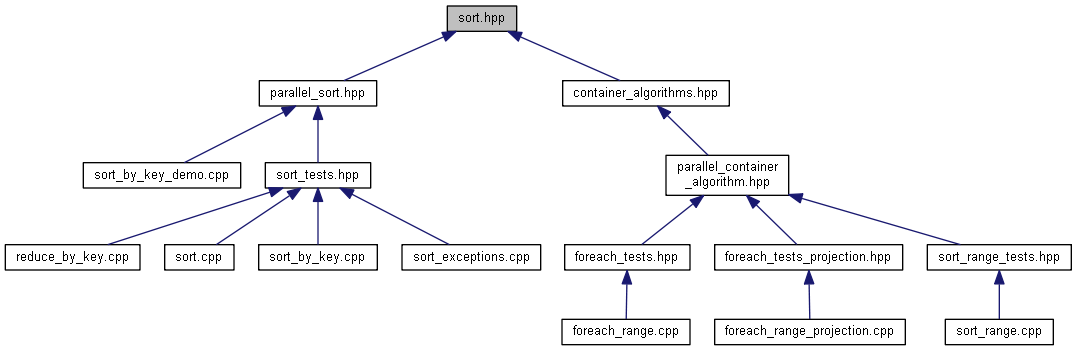 sort.hpp
parallel_sort.hpp
container_algorithms.hpp
sort_by_key_demo.cpp
sort_tests.hpp
parallel_container
_algorithm.hpp
reduce_by_key.cpp
sort.cpp
sort_by_key.cpp
sort_exceptions.cpp
foreach_tests.hpp
foreach_tests_projection.hpp
sort_range_tests.hpp
foreach_range.cpp
foreach_range_projection.cpp
sort_range.cpp